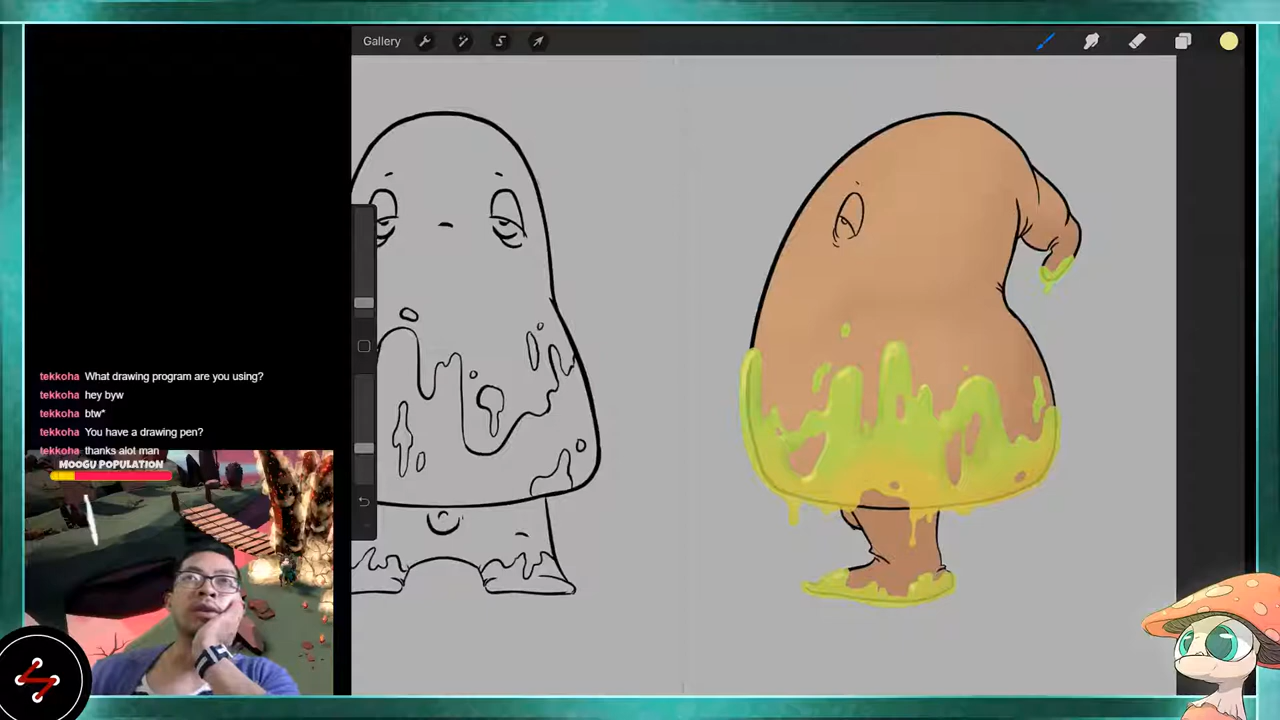 Gallery
tekkoha What drawing program are you using?
tekkoha hey byw
tekkoha btw*
tekkoha You have a drawing pen?
tekkoha thanks alot man
MOOGU POPULATION